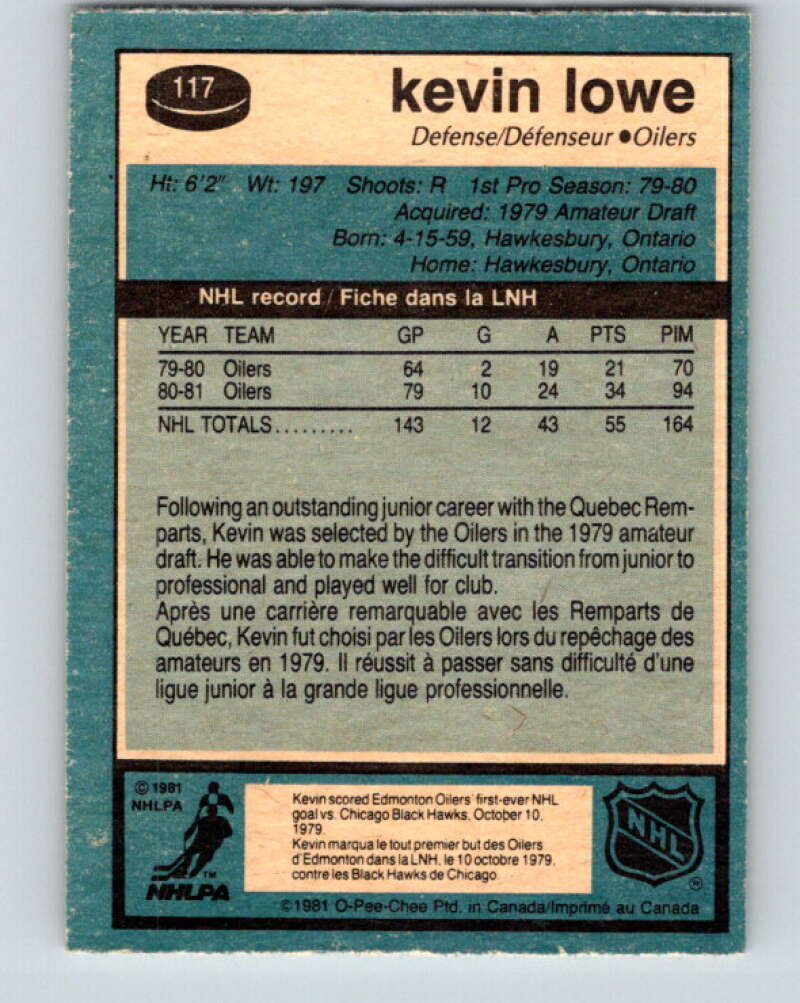 117
kevin lowe
Defense/Défenseur ●Oilers
Ht: 6'2" Wt: 197 Shoots: R 1st Pro Season: 79-80
Acquired: 1979 Amateur Draft
Born: 4-15-59, Hawkesbury, Ontario
Home: Hawkesbury, Ontario
NHL record / Fiche dans la LNH
YEAR TEAM GP G A PTS PIM
79-80 Oilers 64 2 19 21 70
80-81 Oilers 79 10 24 34 94
NHL TOTALS......... 143 12 43 55 164
Following an outstanding junior career with the Quebec Rem-
parts, Kevin was selected by the Oilers in the 1979 amateur
draft. He was able to make the difficult transition from junior to
professional and played well for club.
Après une carrière remarquable avec les Remparts de
Québec, Kevin fut choisi par les Oilers lors du repêchage des
amateurs en 1979. Il réussit à passer sans difficulté d'une
ligue junior à la grande ligue professionnelle.
© 1981
NHLPA
TM
NHLPA
Kevin scored Edmonton Oilers' first-ever NHL
goal vs. Chicago Black Hawks. October 10,
1979.
Kevin marqua le tout premier but des Oilers
d'Edmonton dans la LNH, le 10 octobre 1979,
contre les Black Hawks de Chicago
NHL
©1981 O-Pee-Chee Ptd. in Canada/Imprimé au Canada